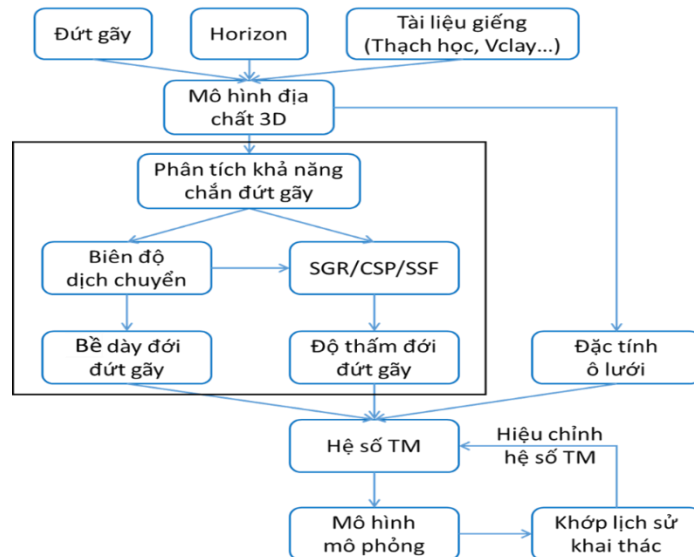 Đứt gãy
Horizon
Tài liệu giếng
(Thạch học, Vclay...)
Mô hình địa
chất 3D
Phân tích khả năng
chắn đứt gãy
Biên độ
dịch chuyển
SGR/CSP/SSF
Bề dày đới
đứt gãy
Độ thấm đới
đứt gãy
Đặc tính
ô lưới
Hệ số TM
Hiệu chỉnh
hệ số TM
Mô hình
mô phỏng
Khớp lịch sử
khai thác